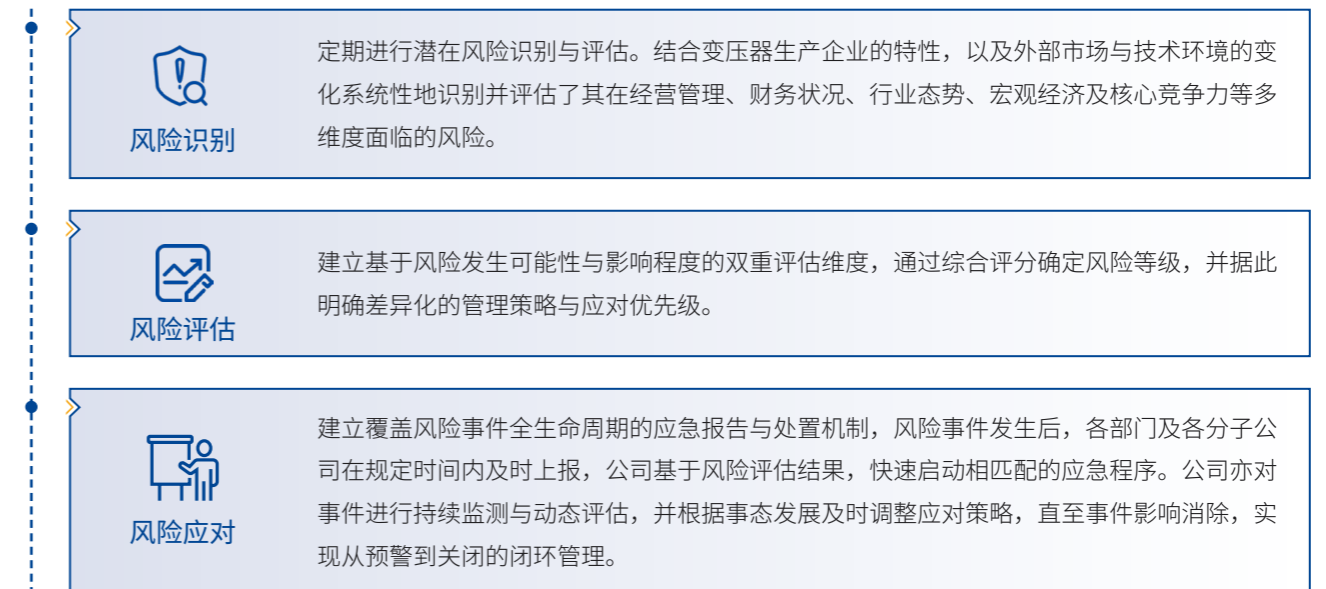 定期进行潜在风险识别与评估。结合变压器生产企业的特性，以及外部市场与技术环境的变
化系统性地识别并评估了其在经营管理、财务状况、行业态势、宏观经济及核心竞争力等多
维度面临的风险。
风险识别
建立基于风险发生可能性与影响程度的双重评估维度，通过综合评分确定风险等级，并据此
明确差异化的管理策略与应对优先级。
风险评估
建立覆盖风险事件全生命周期的应急报告与处置机制，风险事件发生后，各部门及各分子公
司在规定时间内及时上报，公司基于风险评估结果，快速启动相匹配的应急程序。公司亦对
事件进行持续监测与动态评估，并根据事态发展及时调整应对策略，直至事件影响消除，实
现从预警到关闭的闭环管理。
风险应对